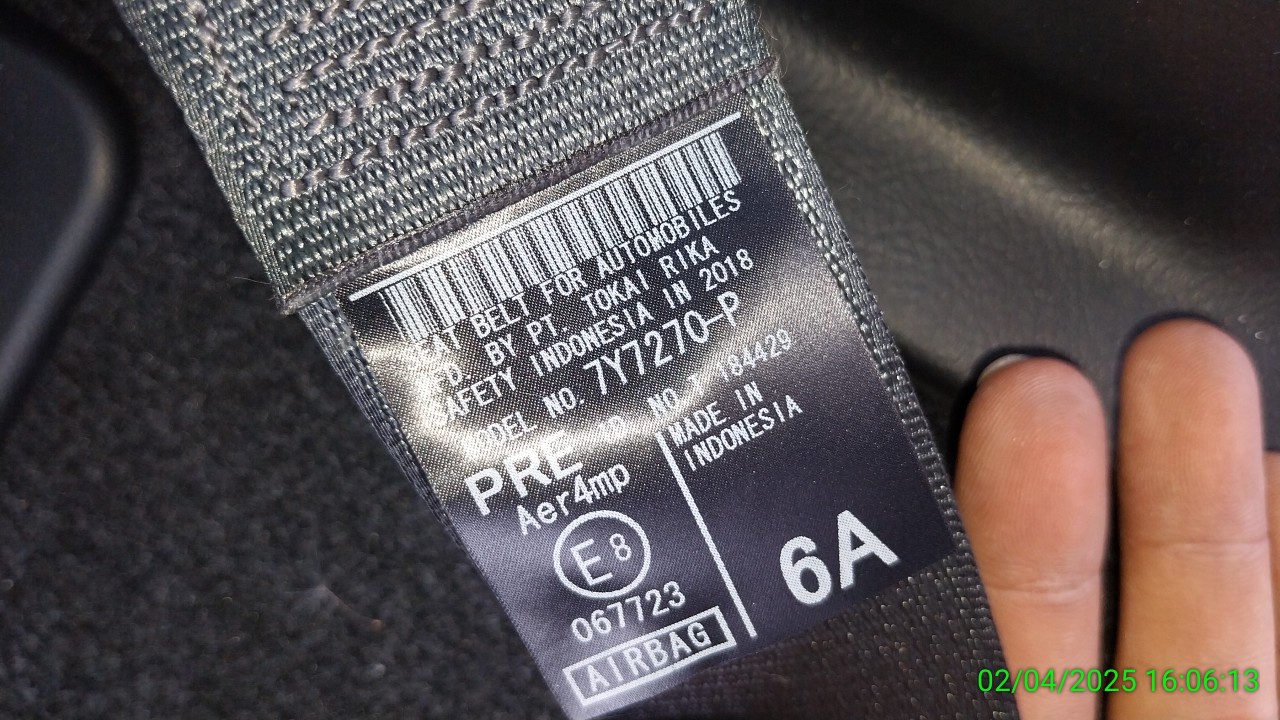 SEAT BELT FOR AUTOMOBILES
BY PT. TOKAI RIKA
SAFETY INDONESIA IN 2018
MODEL NO. 7Y7270-P
NO. 184429
PRE
Aer4mp
E8
067723
AIRBAG
MADE IN
INDONESIA
6A
02/04/2025 16:06:13